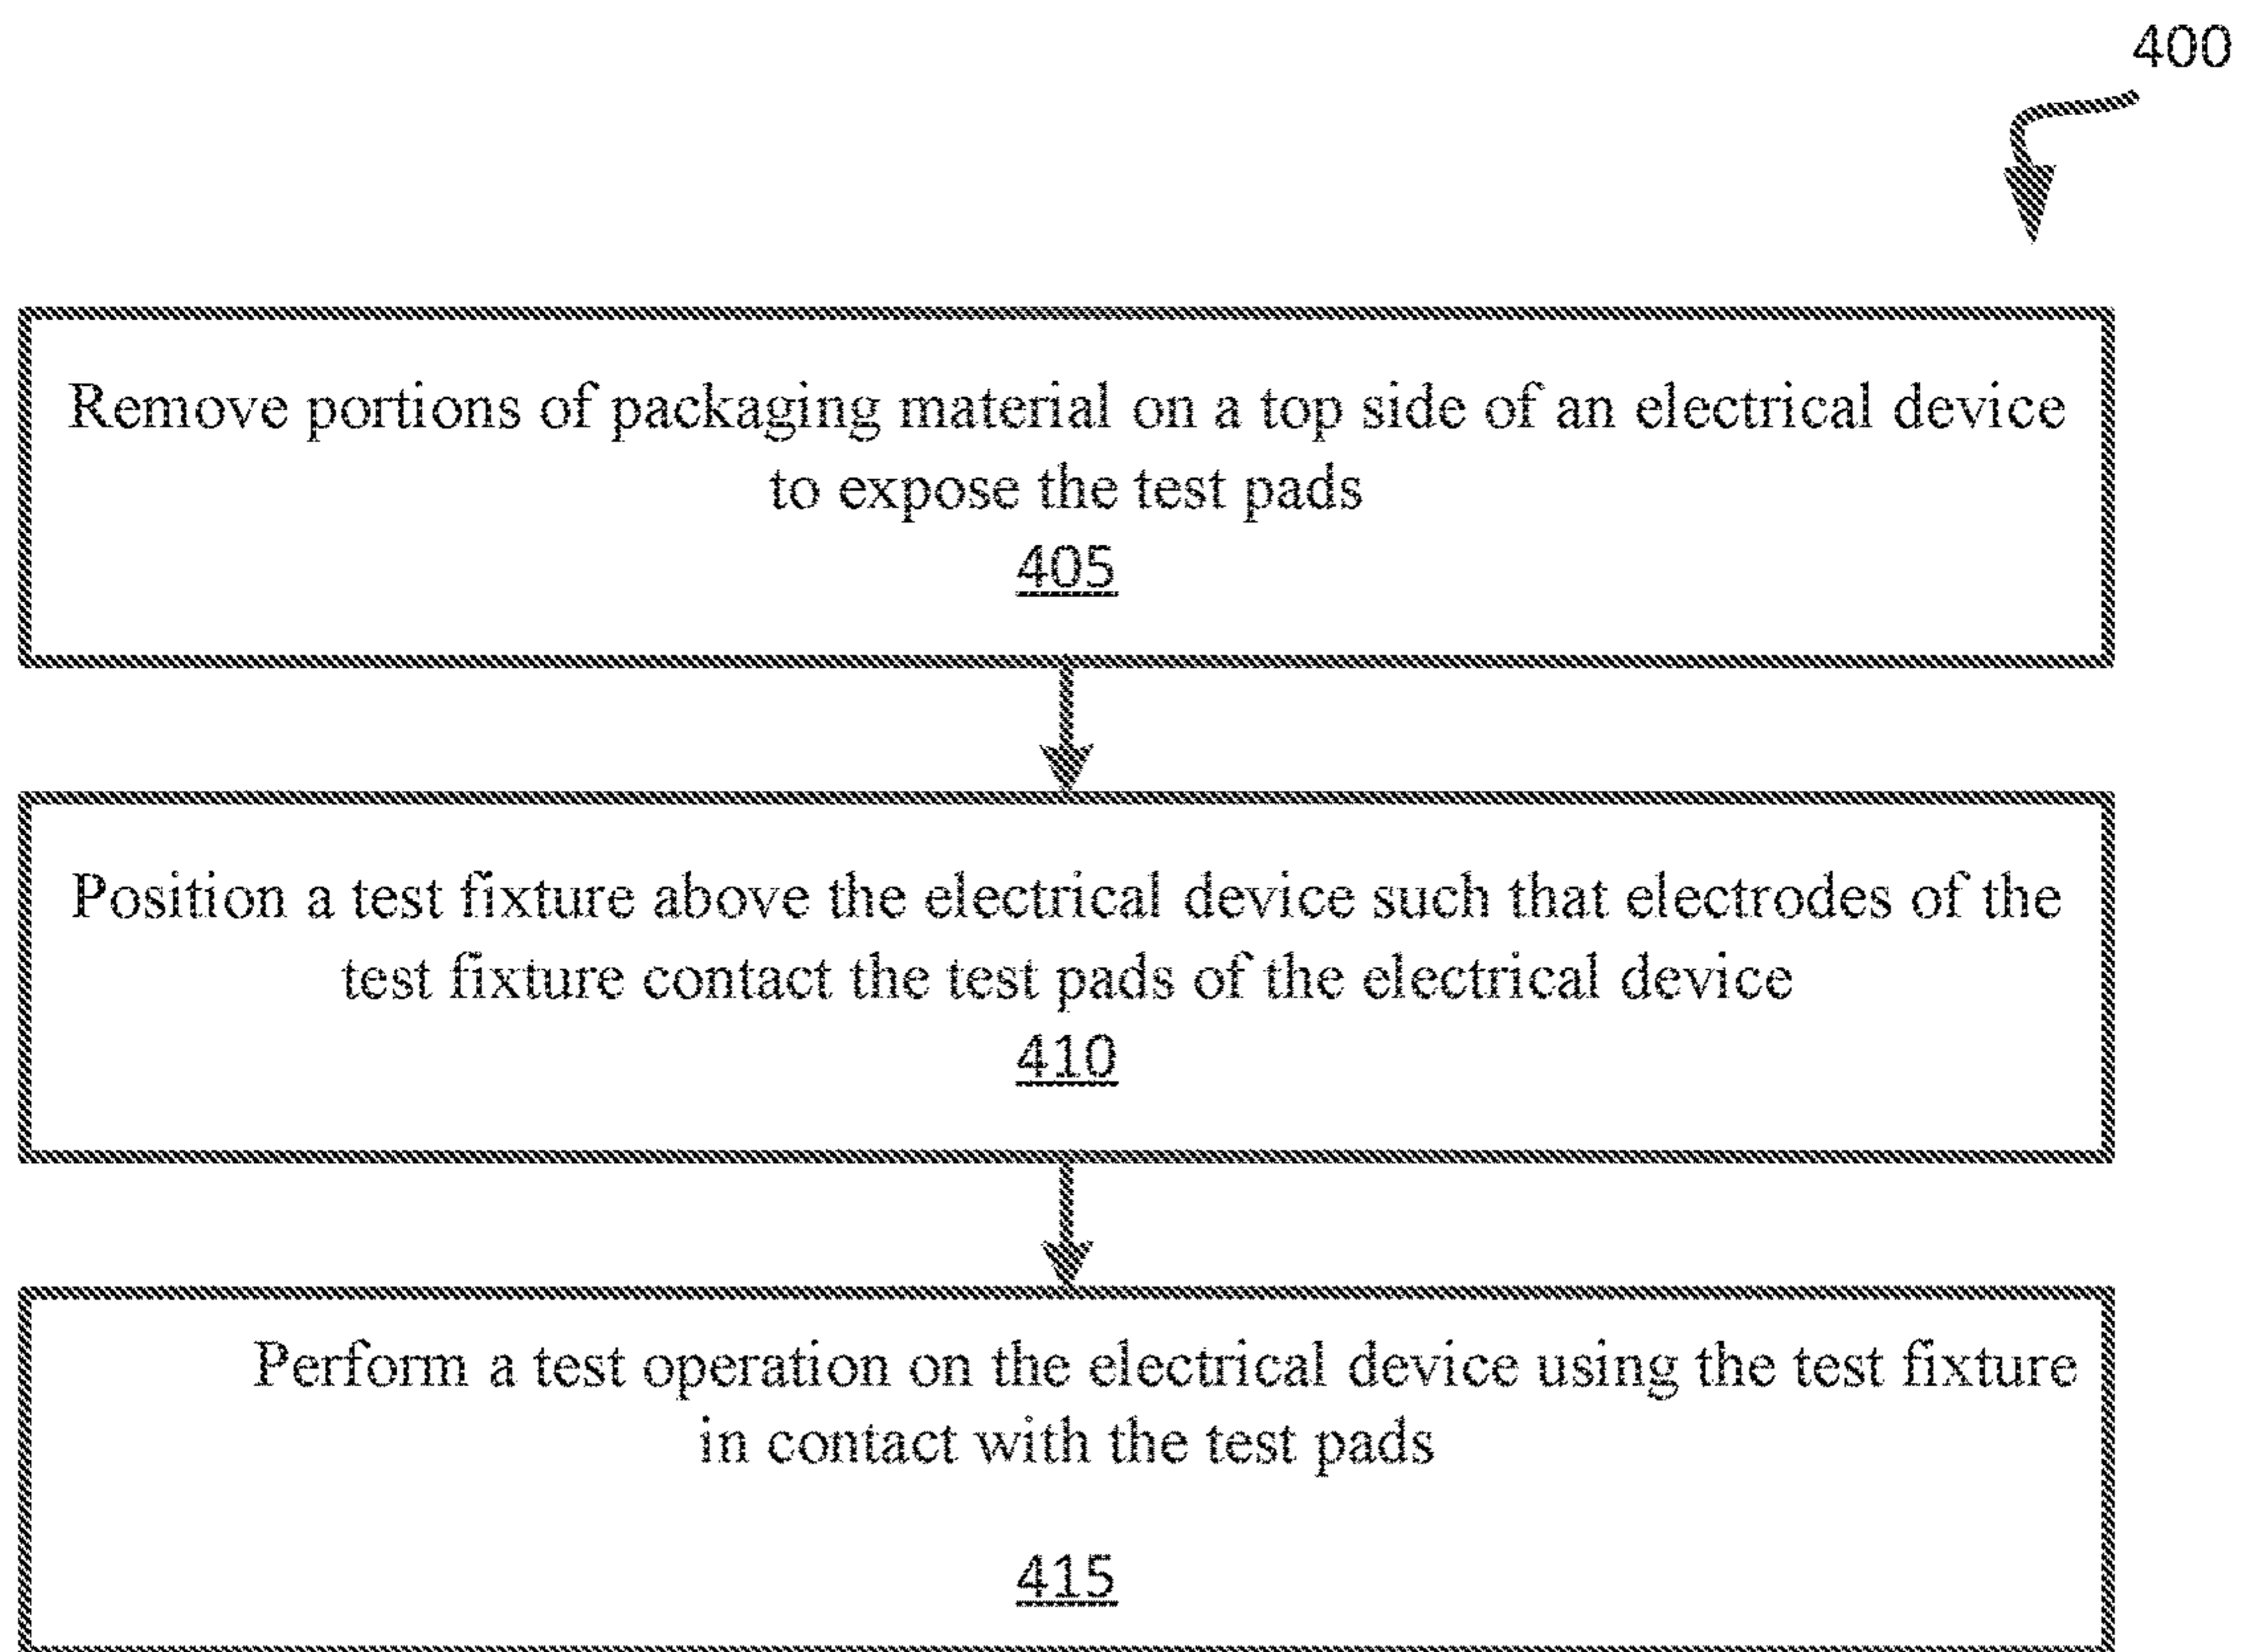 400
Remove portions of packaging material on a top side of an electrical device
to expose the test pads
405
Position a test fixture above the electrical device such that electrodes of the
test fixture contact the test pads of the electrical device
410
Perform a test operation on the electrical device using the test fixture
in contact with the test pads
415